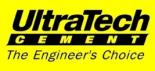 UltraTech
CEMENT
The Engineer's Choice